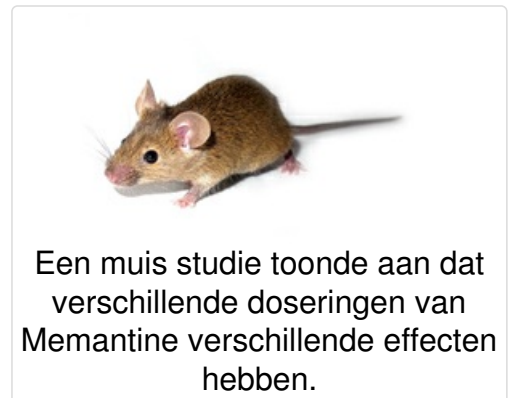 Een muis studie toonde aan dat
verschillende doseringen van
Memantine verschillende effecten
hebben.